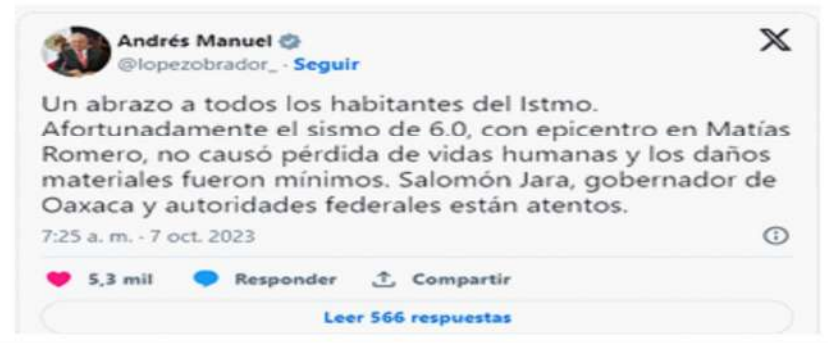 Andrés Manuel
@lopezobrador_ · Seguir
Un abrazo a todos los habitantes del Istmo.
Afortunadamente el sismo de 6.0, con epicentro en Matías
Romero, no causó pérdida de vidas humanas y los daños
materiales fueron mínimos. Salomón Jara, gobernador de
Oaxaca y autoridades federales están atentos.
7:25 a. m. · 7 oct. 2023
5,3 mil Responder Compartir
Leer 566 respuestas